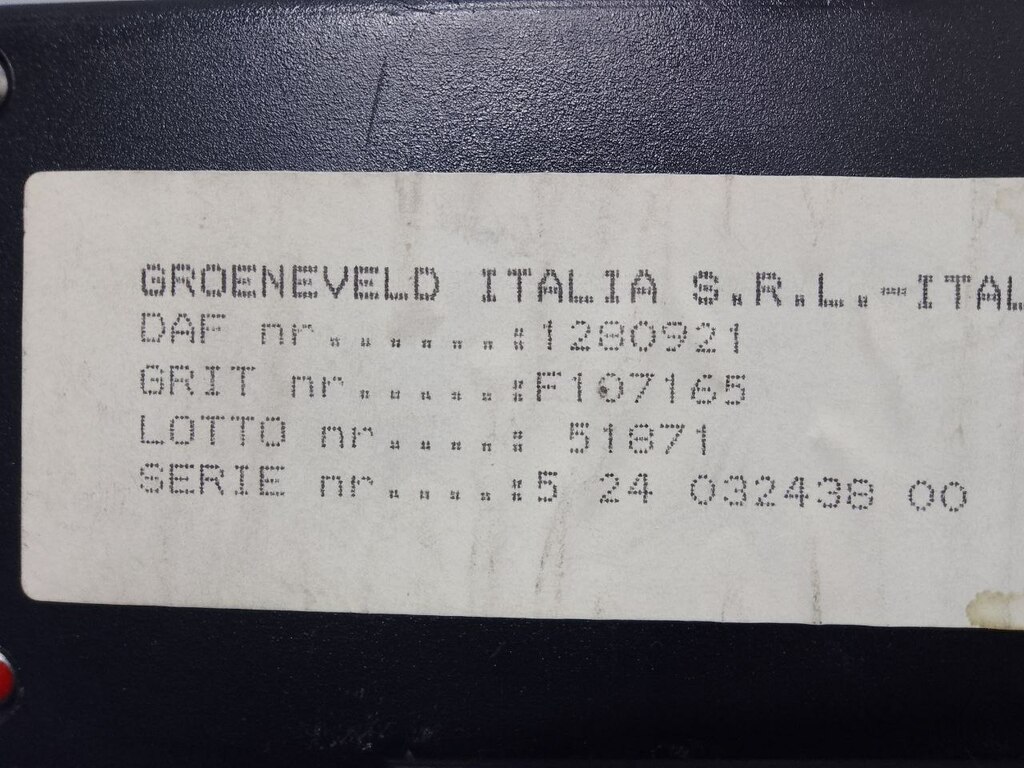 GROENEVELD ITALIA S.R.L.-ITAL
DAF nr.......:1280921
GRIT nr......:F107165
LOTTO nr.....: 51871
SERIE nr.....:5 24 032438 00